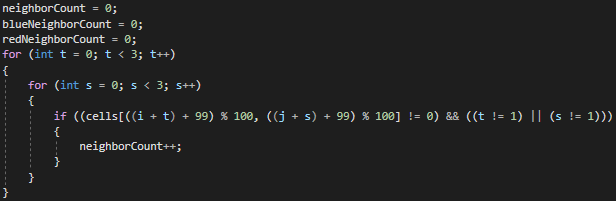 neighborCount = 0;
blueNeighborCount = 0;
redNeighborCount = 0;
for (int t = 0; t < 3; t++)
{
for (int s = 0; s < 3; s++)
{
if ((cells[((i + t) + 99) % 100, ((j + s) + 99) % 100] != 0) && ((t != 1) || (s != 1)))
{
neighborCount++;
}
}
}